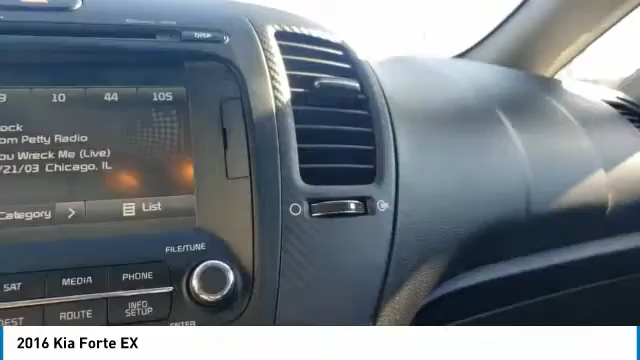 DISP
10 44 105
ock
om Petty Radio
ou Wreck Me (Live)
/21/03 Chicago, IL
Category > List
FILE/TUNE
SAT MEDIA PHONE
DEST ROUTE INFO SETUP
ENTER
2016 Kia Forte EX